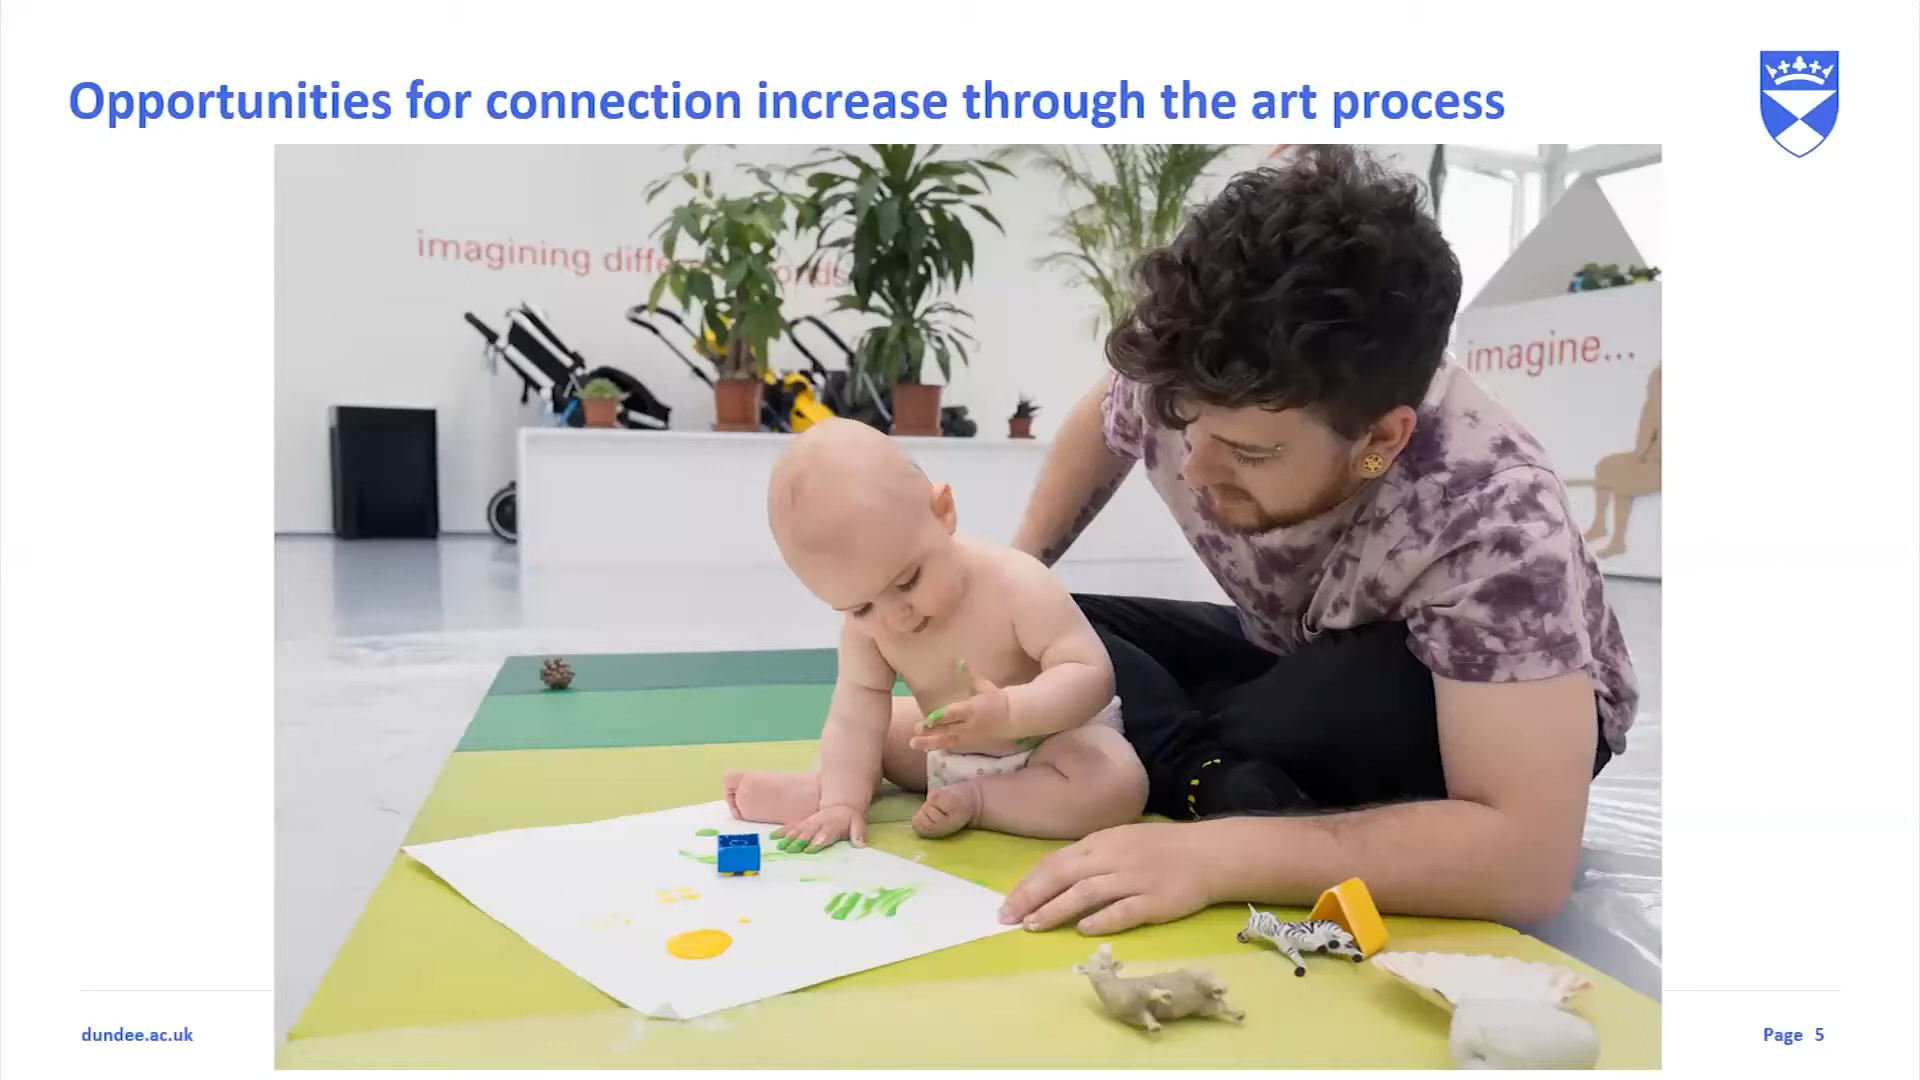 Opportunities for connection increase through the art process
imagining
imagine...
dundee.ac.uk
Page 5